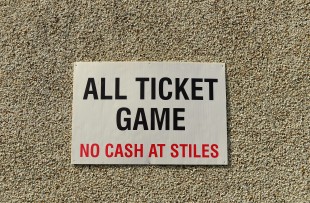 ALL TICKET
GAME
NO CASH AT STILES